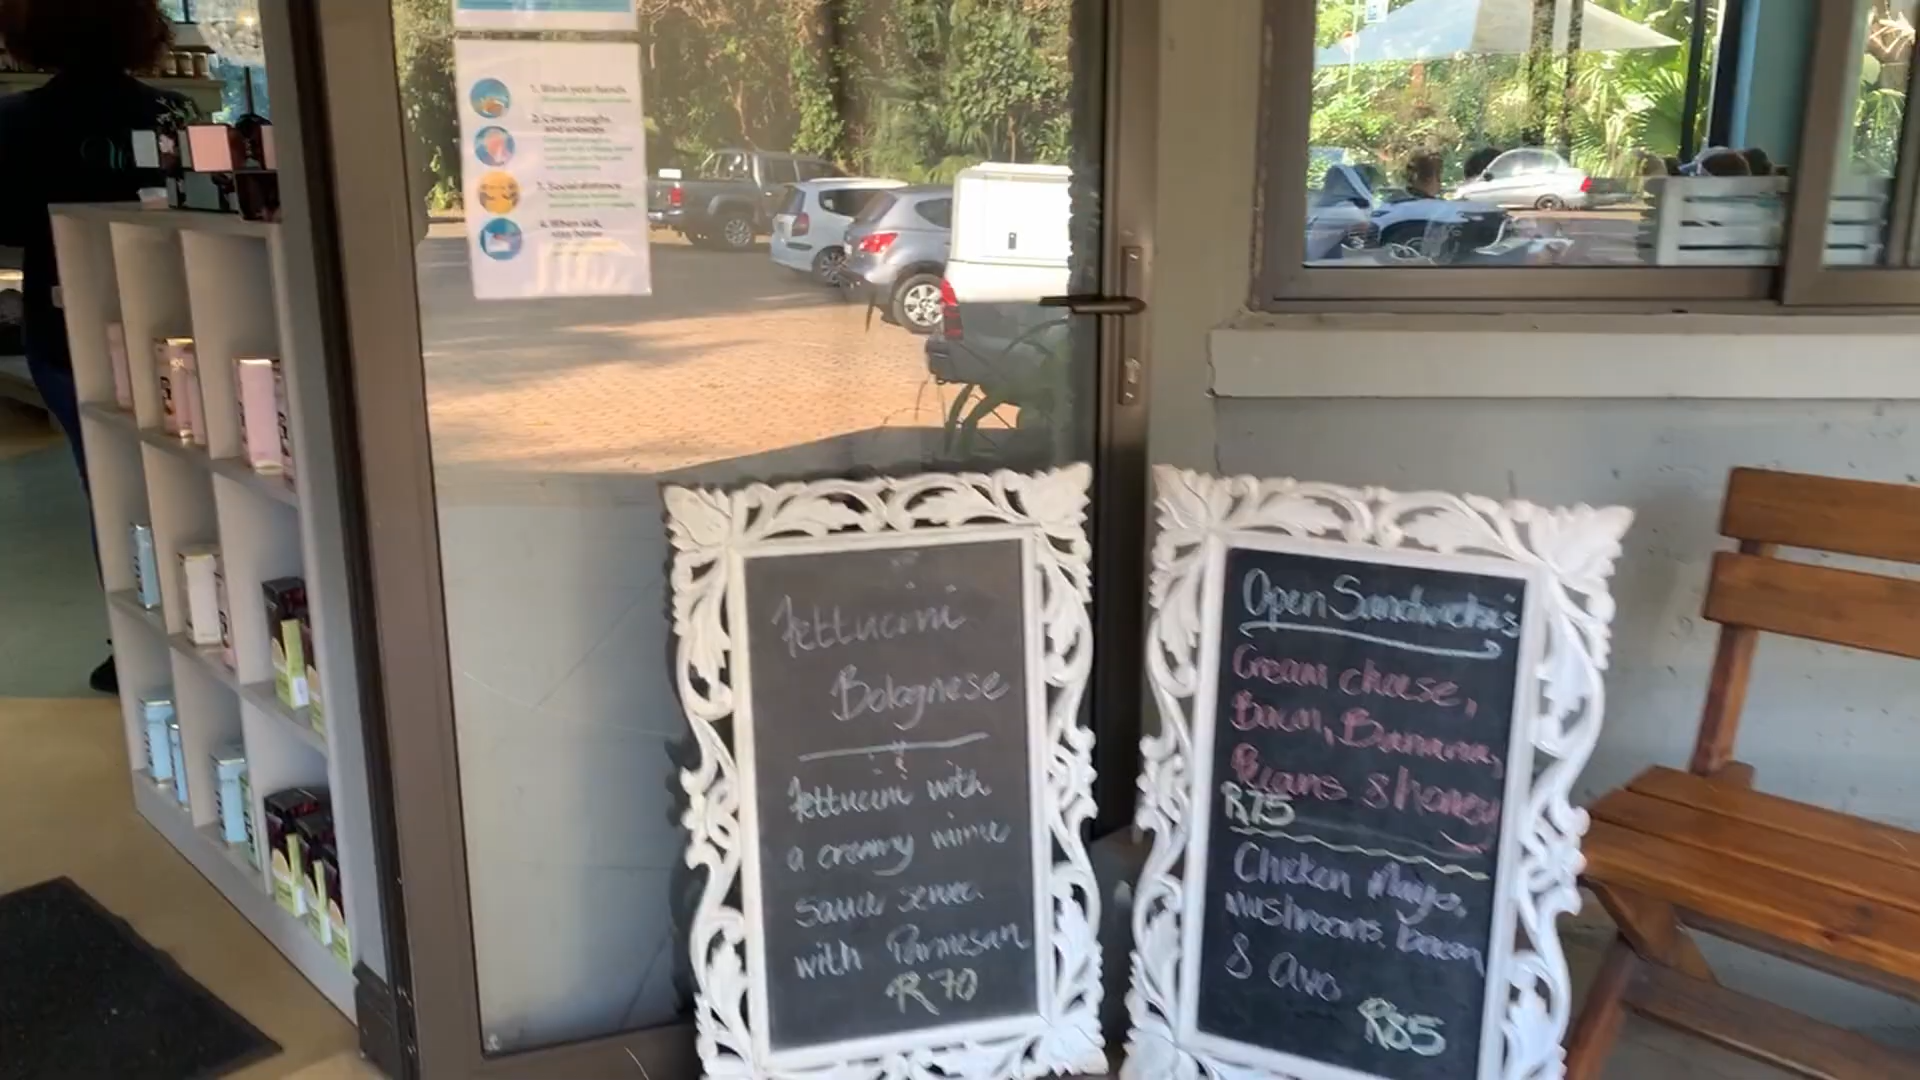 1. Wash your hands
2. Cover coughs
and sneezes
3. Social distance
4. When sick,
stay home
Fettucini
Bolognese
fettucini with
a creamy mince
sauce served
with Parmesan
R70
Open Sandwiches
Cream cheese,
Bacon, Banana,
Pecans & honey
R75
Chicken Mayo,
mushrooms, bacon
& avo
R85